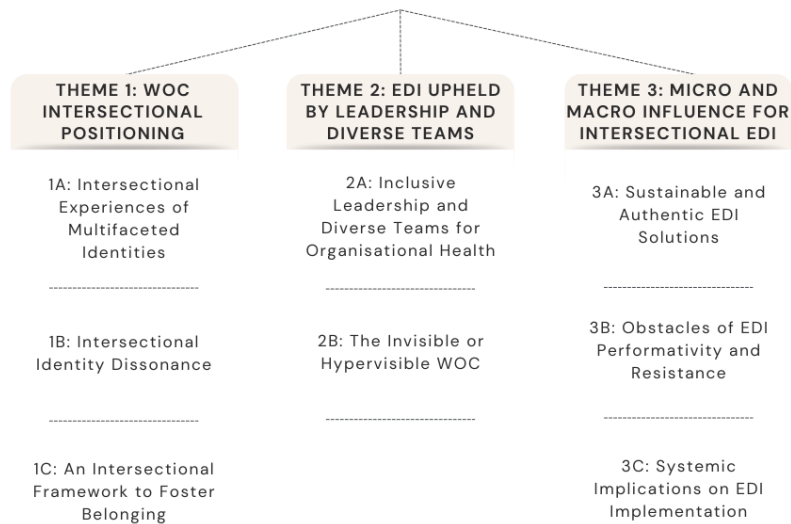 THEME 1: WOC
INTERSECTIONAL
POSITIONING
1A: Intersectional
Experiences of
Multifaceted
Identities
1B: Intersectional
Identity Dissonance
1C: An Intersectional
Framework to Foster
Belonging
THEME 2: EDI UPHELD
BY LEADERSHIP AND
DIVERSE TEAMS
2A: Inclusive
Leadership and
Diverse Teams for
Organisational Health
2B: The Invisible or
Hypervisible WOC
THEME 3: MICRO AND
MACRO INFLUENCE FOR
INTERSECTIONAL EDI
3A: Sustainable and
Authentic EDI
Solutions
3B: Obstacles of EDI
Performativity and
Resistance
3C: Systemic
Implications on EDI
Implementation